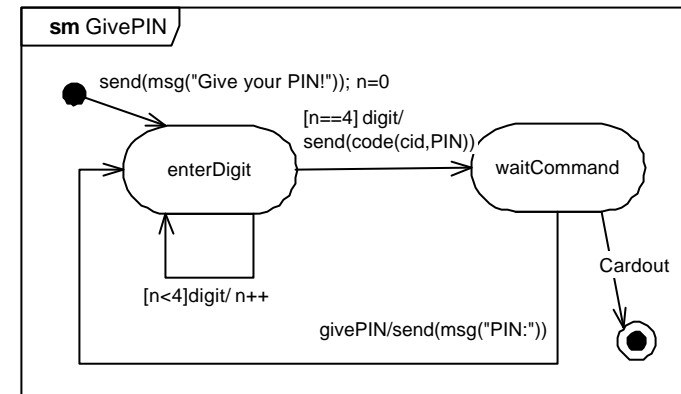 sm GivePIN
send(msg("Give your PIN!")); n=0
[n==4] digit/
send(code(cid,PIN))
enterDigit
waitCommand
Cardout
[n<4]digit/ n++
givePIN/send(msg("PIN:"))